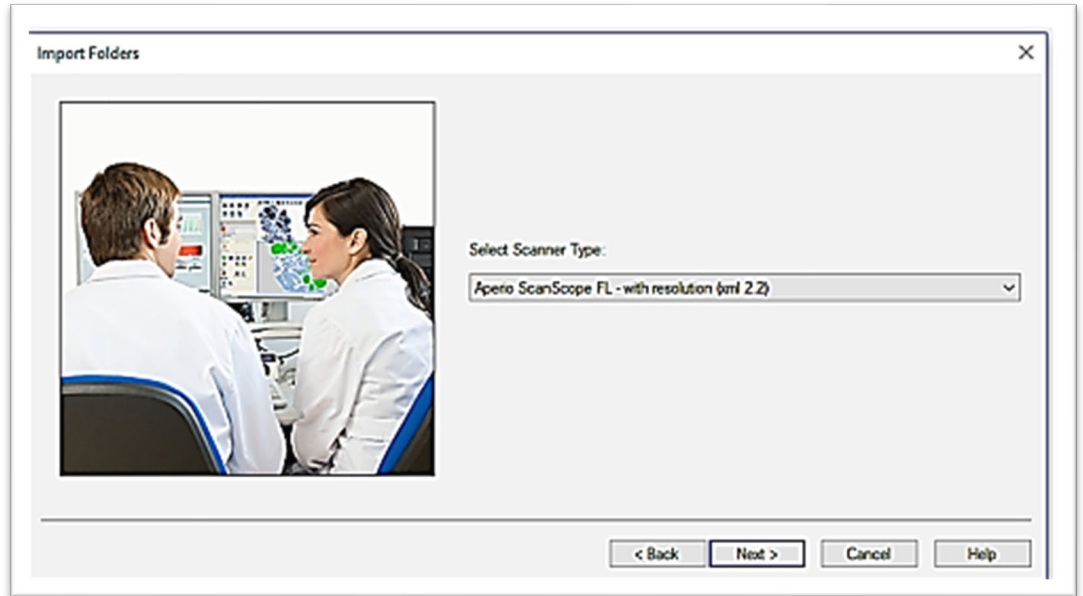 Import Folders
Select Scanner Type:
Aperio ScanScope FL - with resolution (xml 2.2)
< Back
Next >
Cancel
Help